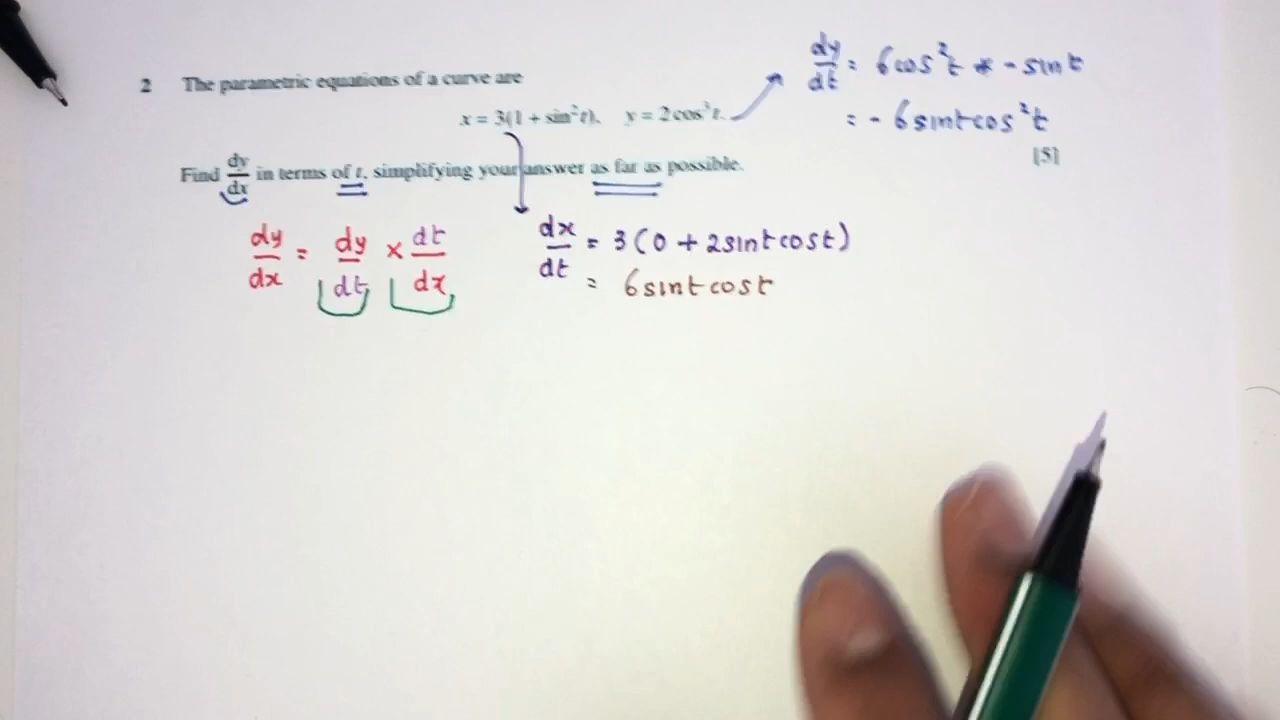 2 The parametric equations of a curve are
x = 3(1 + sin²t), y = 2cos³t.
dy/dt = 6cos²t * -sint
= -6sintcos²t
[5]
Find dy/dx in terms of t, simplifying your answer as far as possible.
dy/dx = dy/dt × dt/dx
dx/dt = 3(0 + 2sintcost)
= 6sintcost